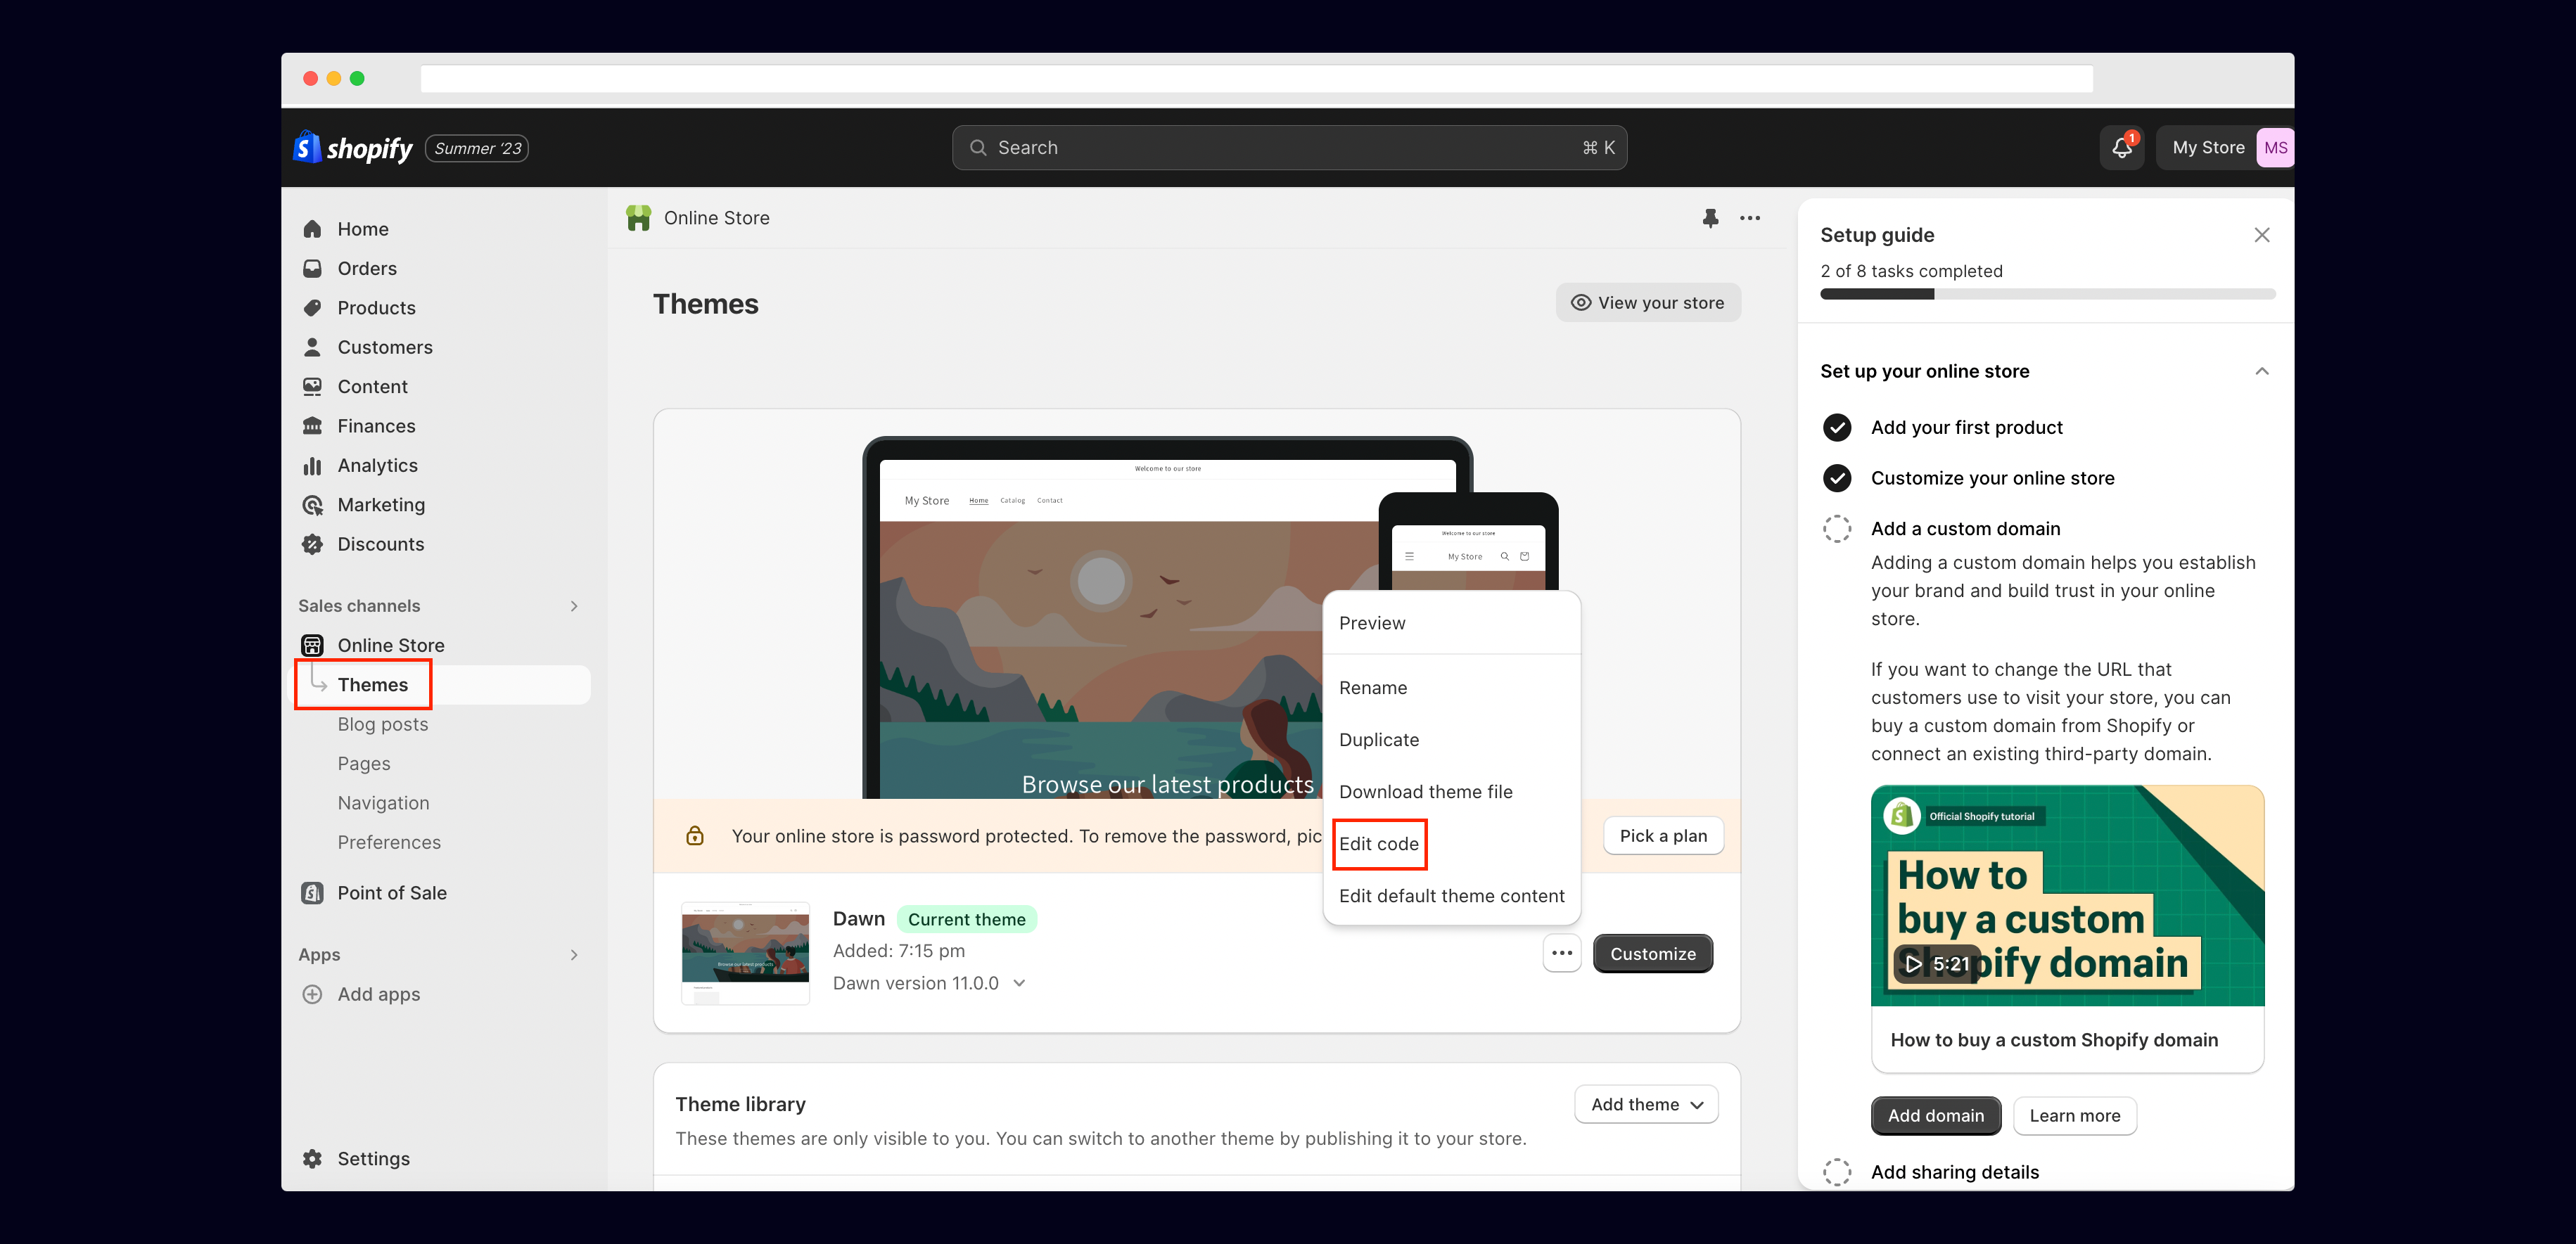 shopify Summer '23
Search ⌘ K
1
My Store MS
Home
Orders
Products
Customers
Content
Finances
Analytics
Marketing
Discounts
Sales channels
Online Store
Themes
Blog posts
Pages
Navigation
Preferences
Point of Sale
Apps
Add apps
Settings
Online Store
Themes
View your store
Welcome to our store
My Store Home Catalog Contact
Browse our latest products
Welcome to our store
My Store
Preview
Rename
Duplicate
Download theme file
Edit code
Edit default theme content
Your online store is password protected. To remove the password, pic
Pick a plan
Browse our latest products
Dawn Current theme
Added: 7:15 pm
Dawn version 11.0.0
Customize
Theme library
Add theme
These themes are only visible to you. You can switch to another theme by publishing it to your store.
Setup guide
2 of 8 tasks completed
Set up your online store
Add your first product
Customize your online store
Add a custom domain
Adding a custom domain helps you establish
your brand and build trust in your online
store.
If you want to change the URL that
customers use to visit your store, you can
buy a custom domain from Shopify or
connect an existing third-party domain.
Official Shopify tutorial
How to
buy a custom
Shopify domain
5:21
How to buy a custom Shopify domain
Add domain Learn more
Add sharing details